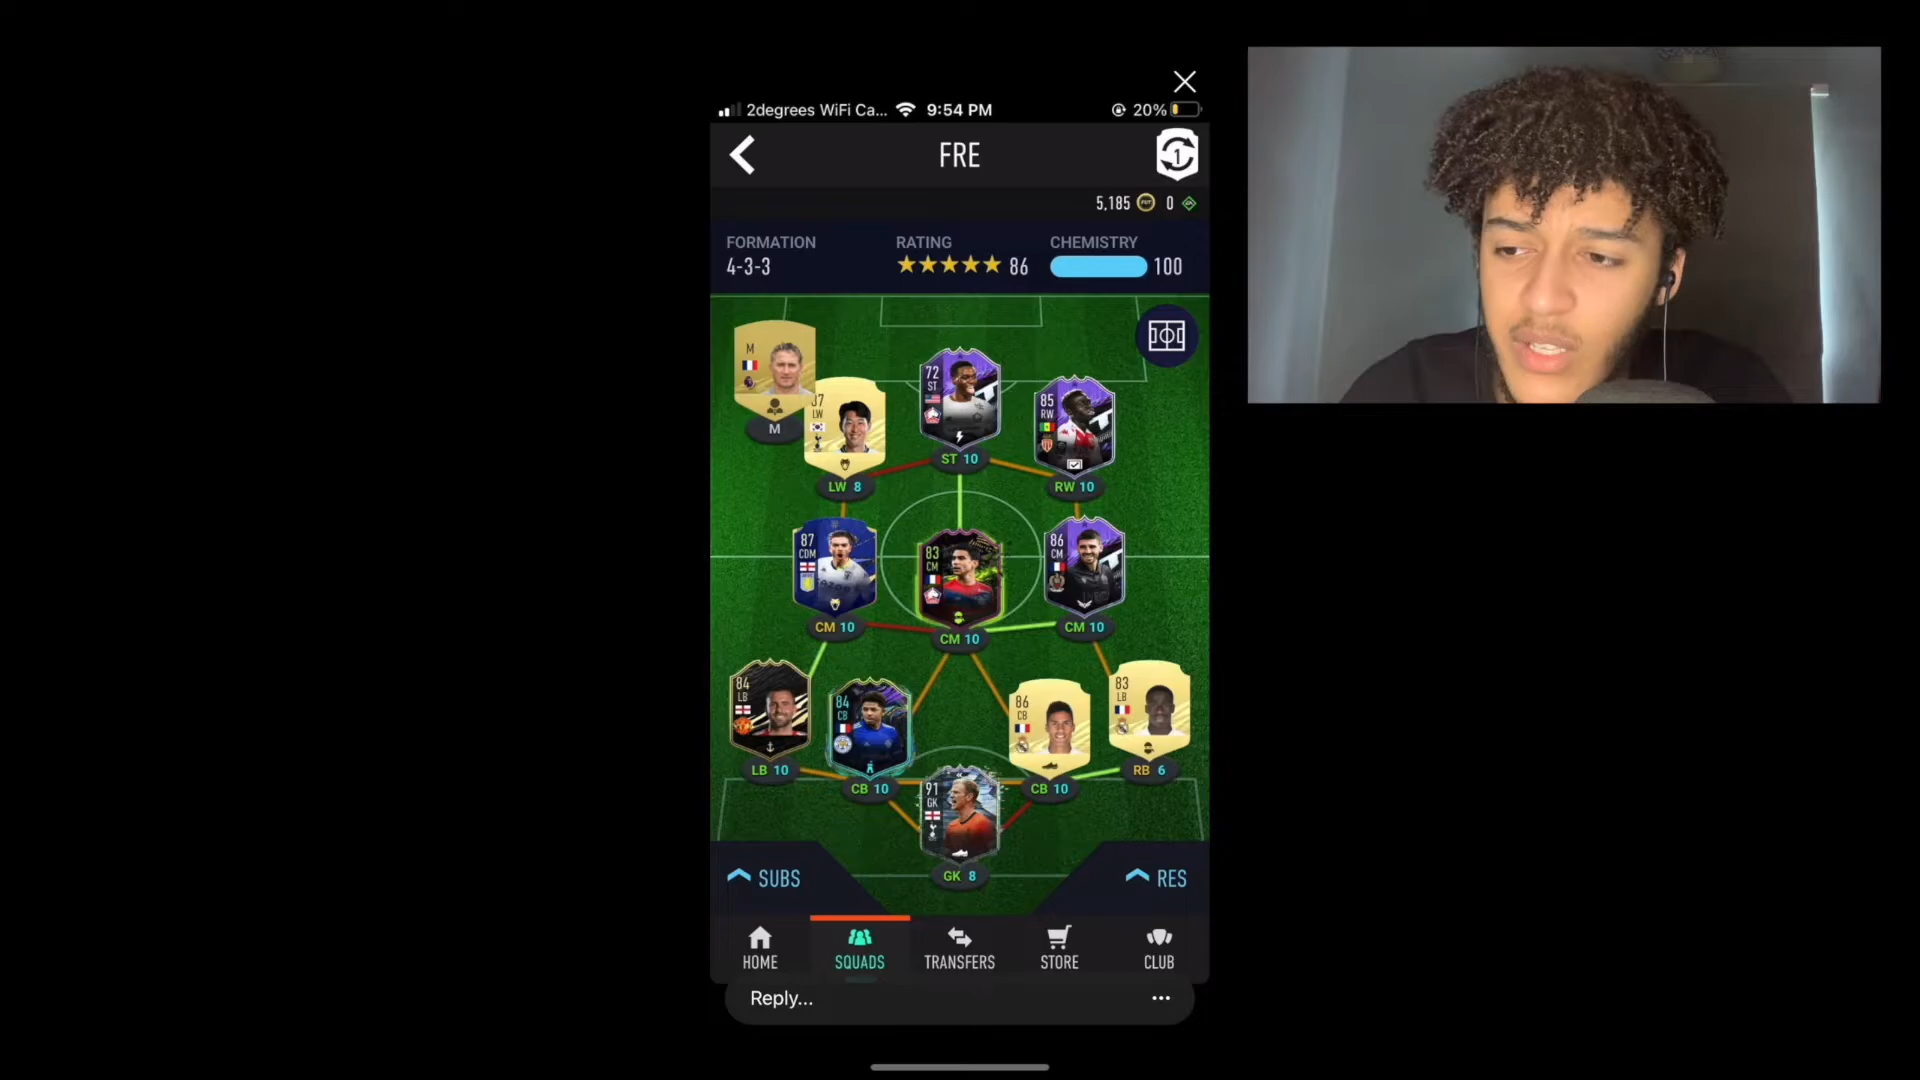 2degrees WiFi Ca... 9:54 PM 20%
FRE
1
5,185 0
FORMATION RATING CHEMISTRY
4-3-3 86 100
M
M
87 LW
LW 8
72 ST
ST 10
85 RW
RW 10
87 CDM
CM 10
83 CM
CM 10
86 CM
CM 10
84 LB
LB 10
84 CB
CB 10
86 CB
CB 10
83 LB
RB 6
91 GK
GK 8
SUBS RES
HOME SQUADS TRANSFERS STORE CLUB
Reply... ...